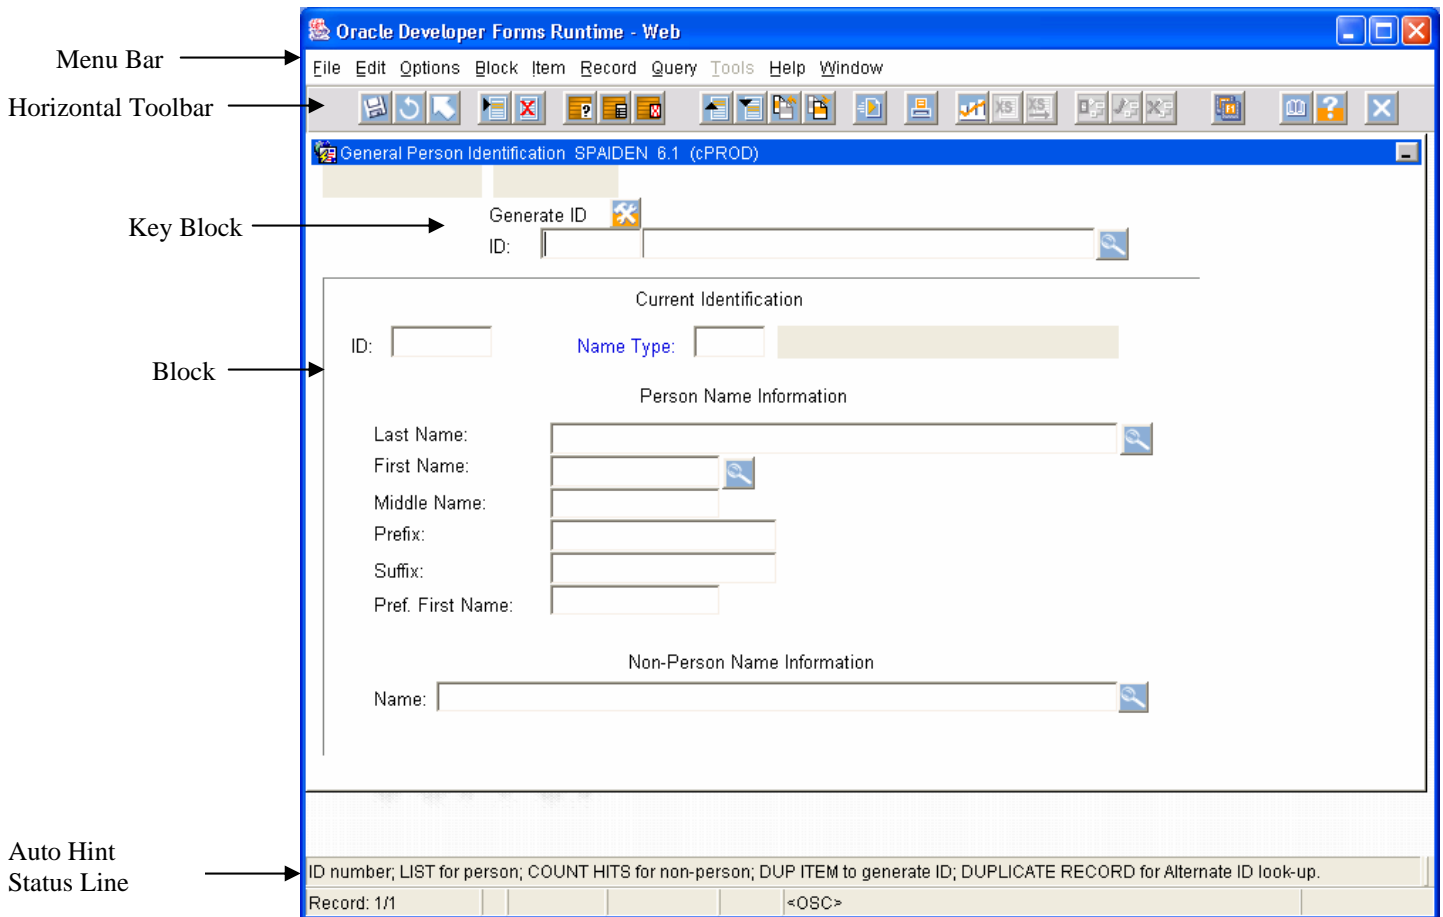 Oracle Developer Forms Runtime - Web
Menu Bar
File Edit Options Block Item Record Query Tools Help Window
Horizontal Toolbar
XS XS
General Person Identification SPAIDEN 6.1 (cPROD)
Key Block
Generate ID
ID:
Current Identification
Block
ID: Name Type:
Person Name Information
Last Name:
First Name:
Middle Name:
Prefix:
Suffix:
Pref. First Name:
Non-Person Name Information
Name:
Auto Hint
Status Line
ID number; LIST for person; COUNT HITS for non-person; DUP ITEM to generate ID; DUPLICATE RECORD for Alternate ID look-up.
Record: 1/1 <OSC>